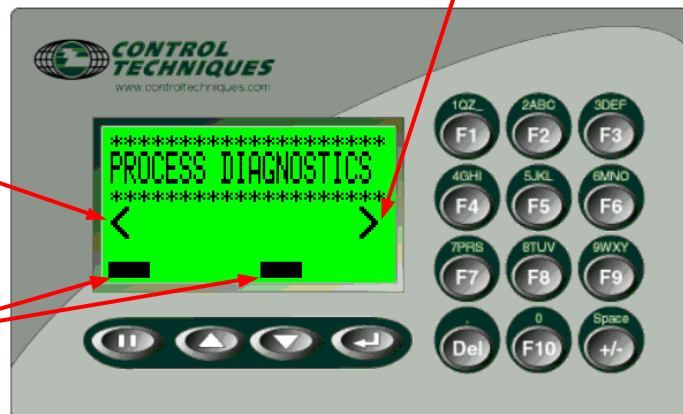 CONTROL
TECHNIQUES
www.controltechniques.com
**********************
PROCESS DIAGNOSTICS
**********************
<
>
1QZ_ 2ABC 3DEF
F1 F2 F3
4GHI 5JKL 6MNO
F4 F5 F6
7PRS 8TUV 9WXY
F7 F8 F9
. 0 Space
Del F10 +/-